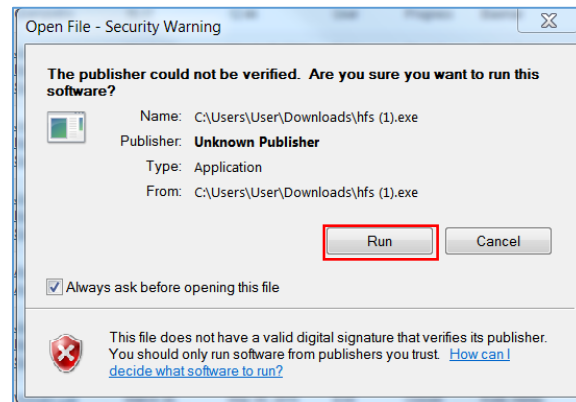 Open File - Security Warning
The publisher could not be verified. Are you sure you want to run this
software?
Name: C:\Users\User\Downloads\hfs (1).exe
Publisher: Unknown Publisher
Type: Application
From: C:\Users\User\Downloads\hfs (1).exe
Run Cancel
Always ask before opening this file
This file does not have a valid digital signature that verifies its publisher.
You should only run software from publishers you trust. How can I
decide what software to run?